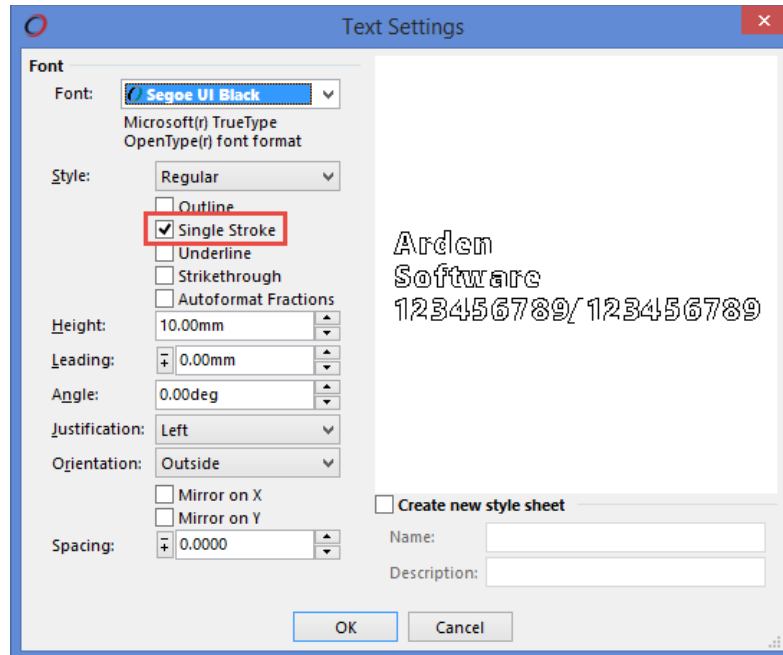 Text Settings
Font
Font: Segoe UI Black
Microsoft(r) TrueType
OpenType(r) font format
Style: Regular
Outline
Single Stroke
Underline
Strikethrough
Autoformat Fractions
Height: 10.00mm
Leading: 0.00mm
Angle: 0.00deg
Justification: Left
Orientation: Outside
Mirror on X
Mirror on Y
Spacing: 0.0000
Arden
Software
123456789/123456789
Create new style sheet
Name:
Description:
OK Cancel